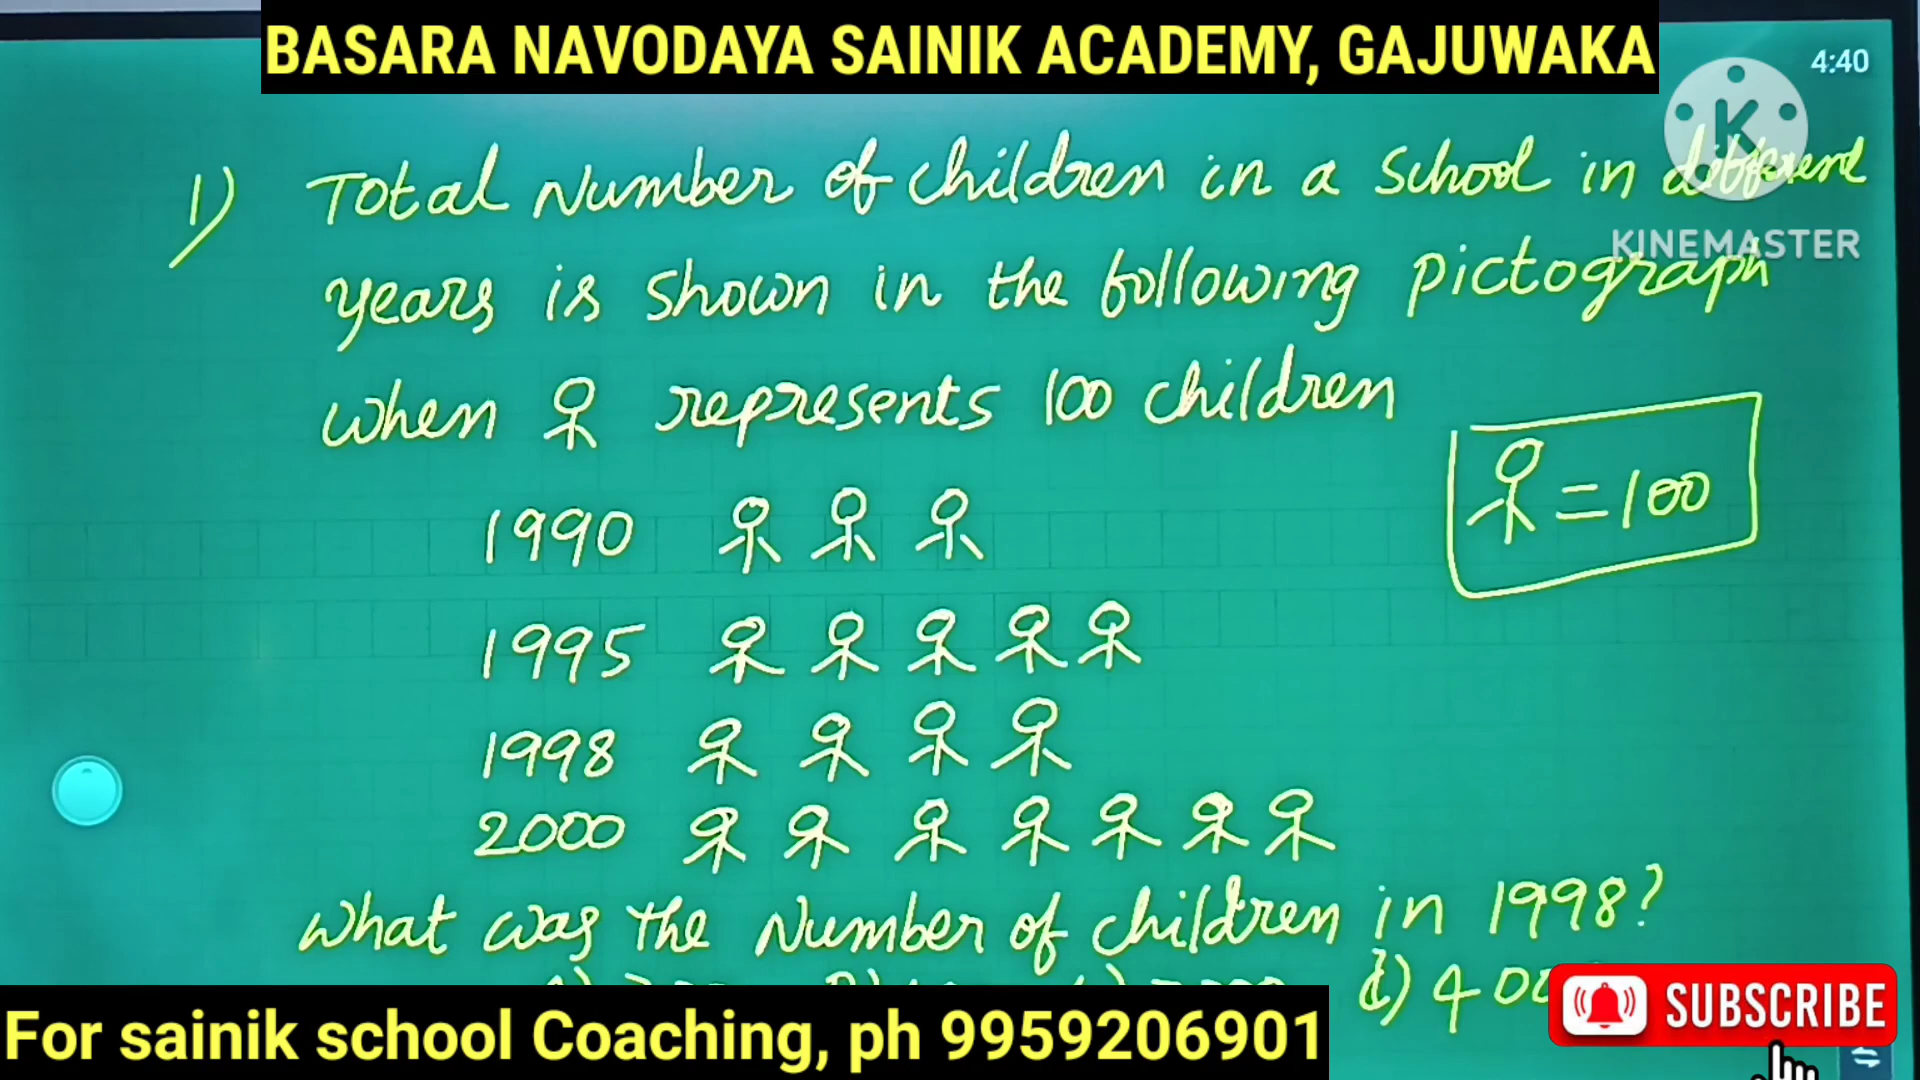 BASARA NAVODAYA SAINIK ACADEMY, GAJUWAKA
4:40
K
KINEMASTER
1) Total Number of children in a school in different
years is shown in the following pictograph
when represents 100 children
= 100
1990
1995
1998
2000
What was the Number of children in 1998?
d) 400
For sainik school Coaching, ph 9959206901
SUBSCRIBE